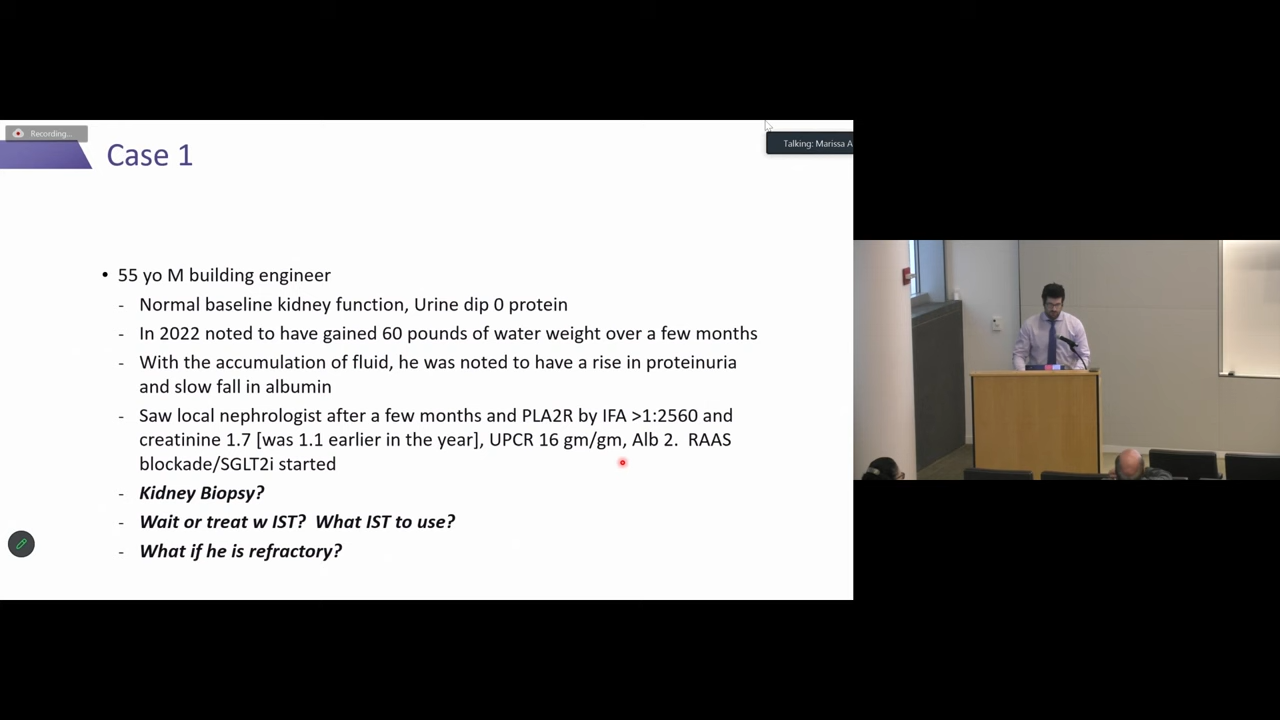 Recording...
Talking: Marissa A
Case 1
• 55 yo M building engineer
- Normal baseline kidney function, Urine dip 0 protein
- In 2022 noted to have gained 60 pounds of water weight over a few months
- With the accumulation of fluid, he was noted to have a rise in proteinuria
and slow fall in albumin
- Saw local nephrologist after a few months and PLA2R by IFA >1:2560 and
creatinine 1.7 [was 1.1 earlier in the year], UPCR 16 gm/gm, Alb 2.  RAAS
blockade/SGLT2i started
- Kidney Biopsy?
- Wait or treat w IST?  What IST to use?
- What if he is refractory?